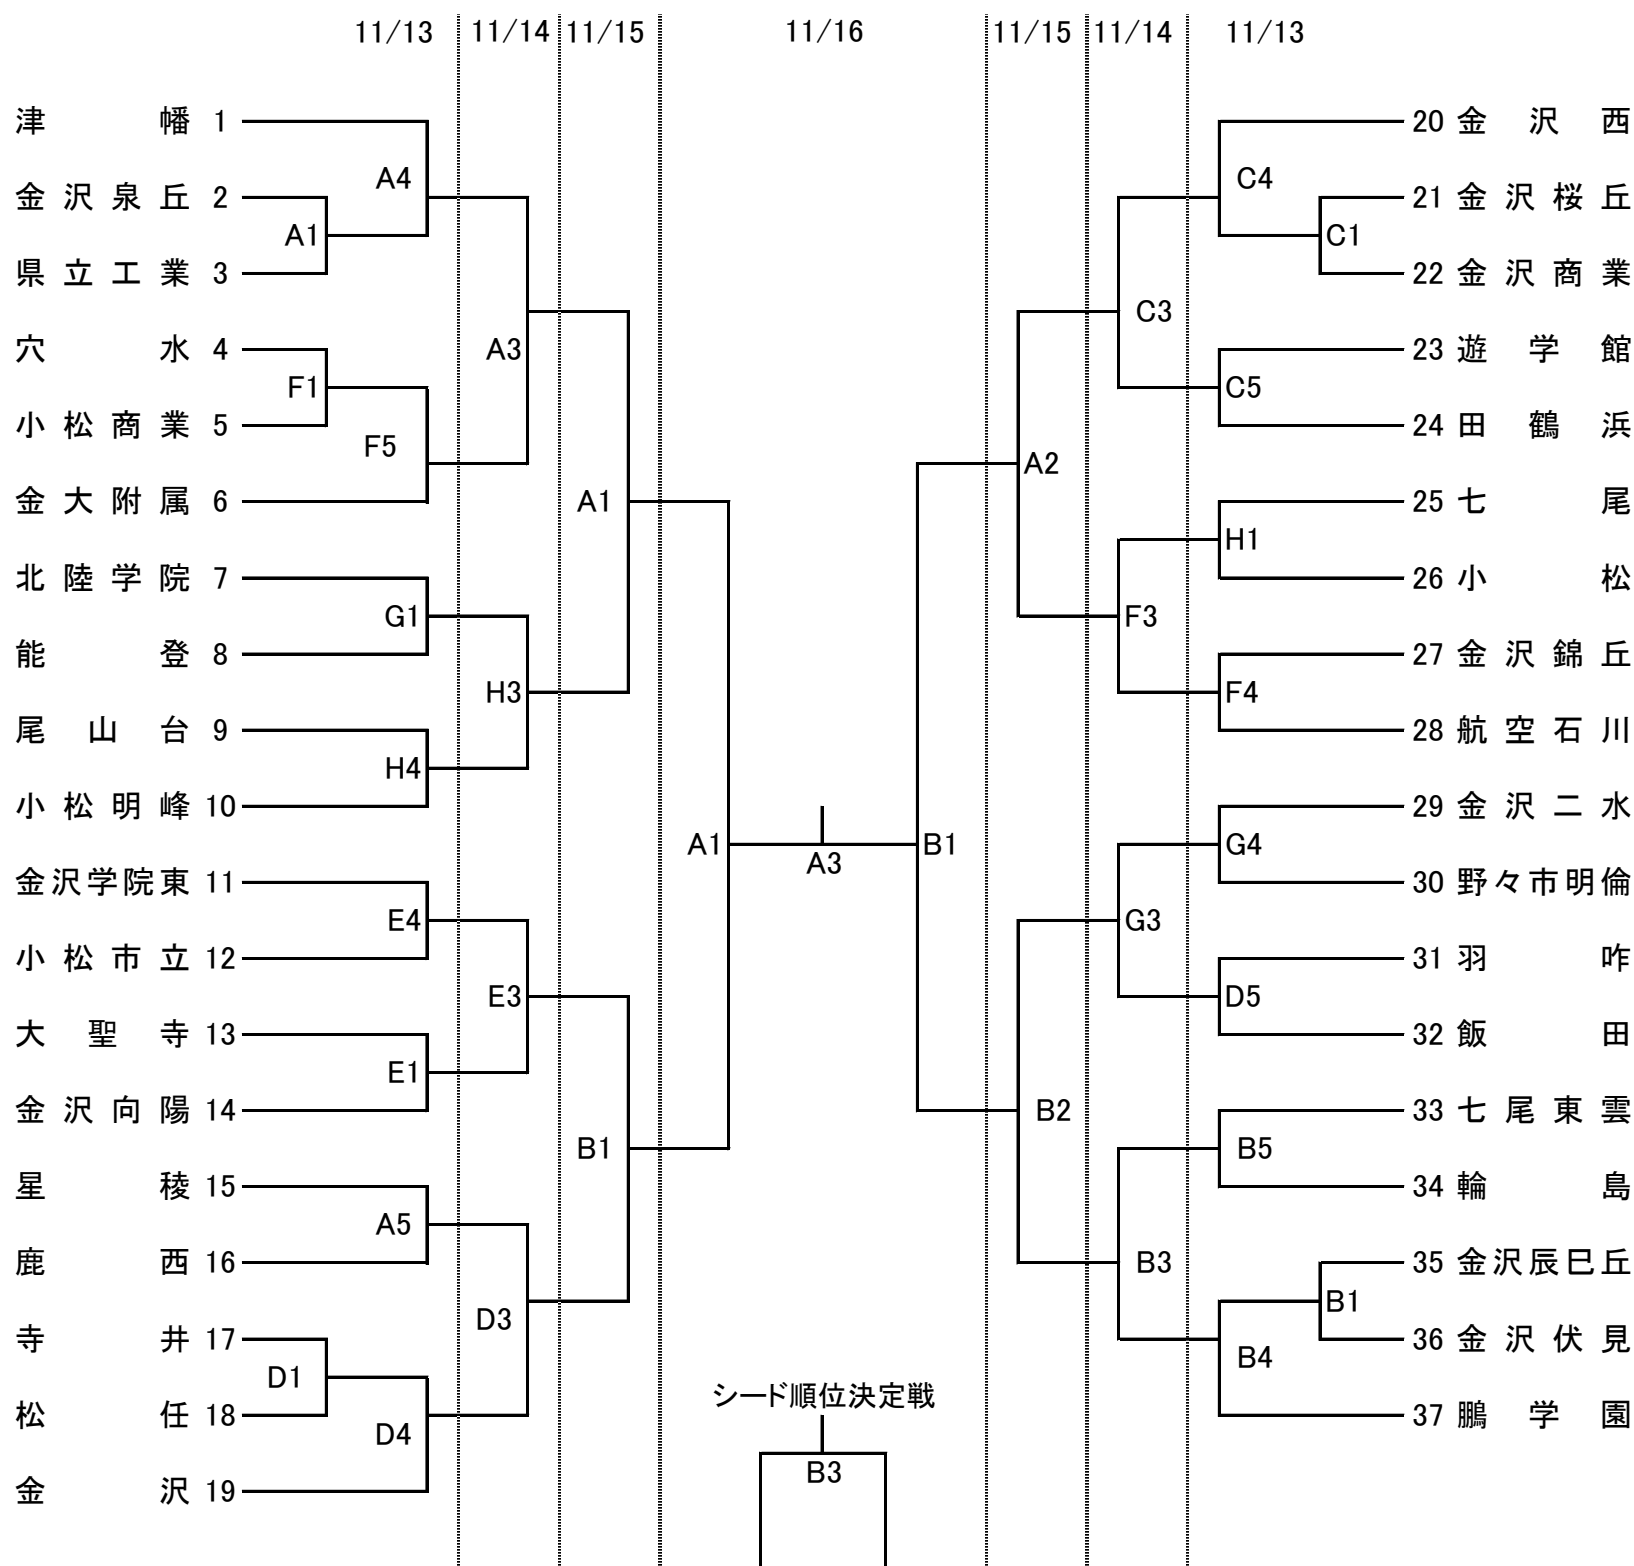 11/13 11/14 11/15 11/16 11/15 11/14 11/13
津幡 1 20 金沢西
A4 C4
金沢泉丘 2 21 金沢桜丘
A1 C1
県立工業 3 22 金沢商業
C3
穴水 4 A3 23 遊学館
F1 C5
小松商業 5 24 田鶴浜
F5 A2
金大附属 6 A1 25 七尾
H1
北陸学院 7 26 小松
G1 F3
能登 8 27 金沢錦丘
H3 F4
尾山台 9 28 航空石川
H4
小松明峰 10 29 金沢二水
A1 A3 B1 G4
金沢学院東 11 30 野々市明倫
E4 G3
小松市立 12 31 羽咋
E3 D5
大聖寺 13 32 飯田
E1
金沢向陽 14 B2 33 七尾東雲
B1 B5
星稜 15 34 輪島
A5
鹿西 16 B3 35 金沢辰巳丘
D3 B1
寺井 17 36 金沢伏見
D1 B4
シード順位決定戦
松任 18 37 鵬学園
D4
B3
金沢 19